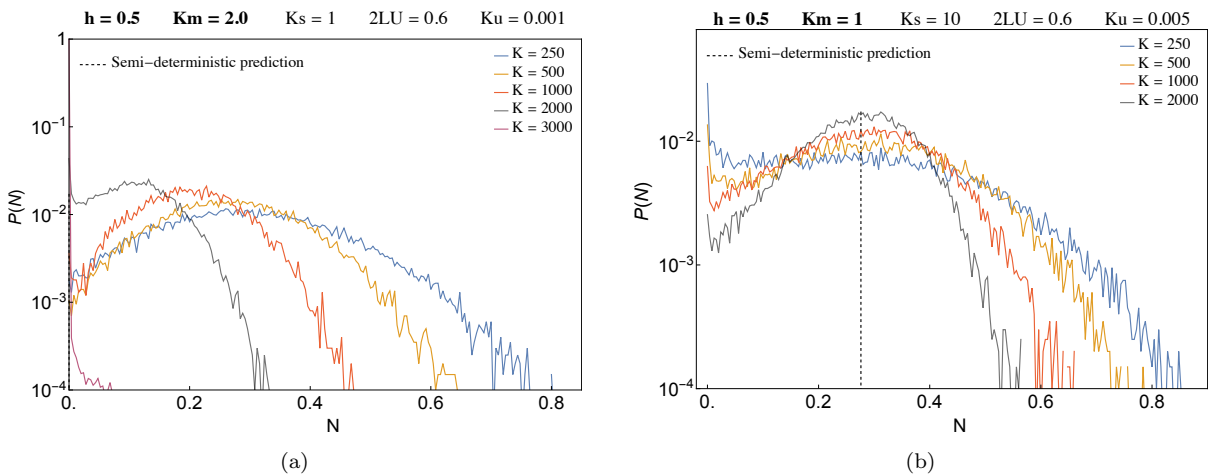 h = 0.5 Km = 2.0 Ks = 1 2LU = 0.6 Ku = 0.001
1
10⁻¹
10⁻²
10⁻³
10⁻⁴
P(N)
Semi−deterministic prediction
K = 250
K = 500
K = 1000
K = 2000
K = 3000
0. 0.2 0.4 0.6 0.8
N
(a)
h = 0.5 Km = 1 Ks = 10 2LU = 0.6 Ku = 0.005
10⁻²
10⁻³
10⁻⁴
P(N)
Semi−deterministic prediction
K = 250
K = 500
K = 1000
K = 2000
0. 0.2 0.4 0.6 0.8
N
(b)